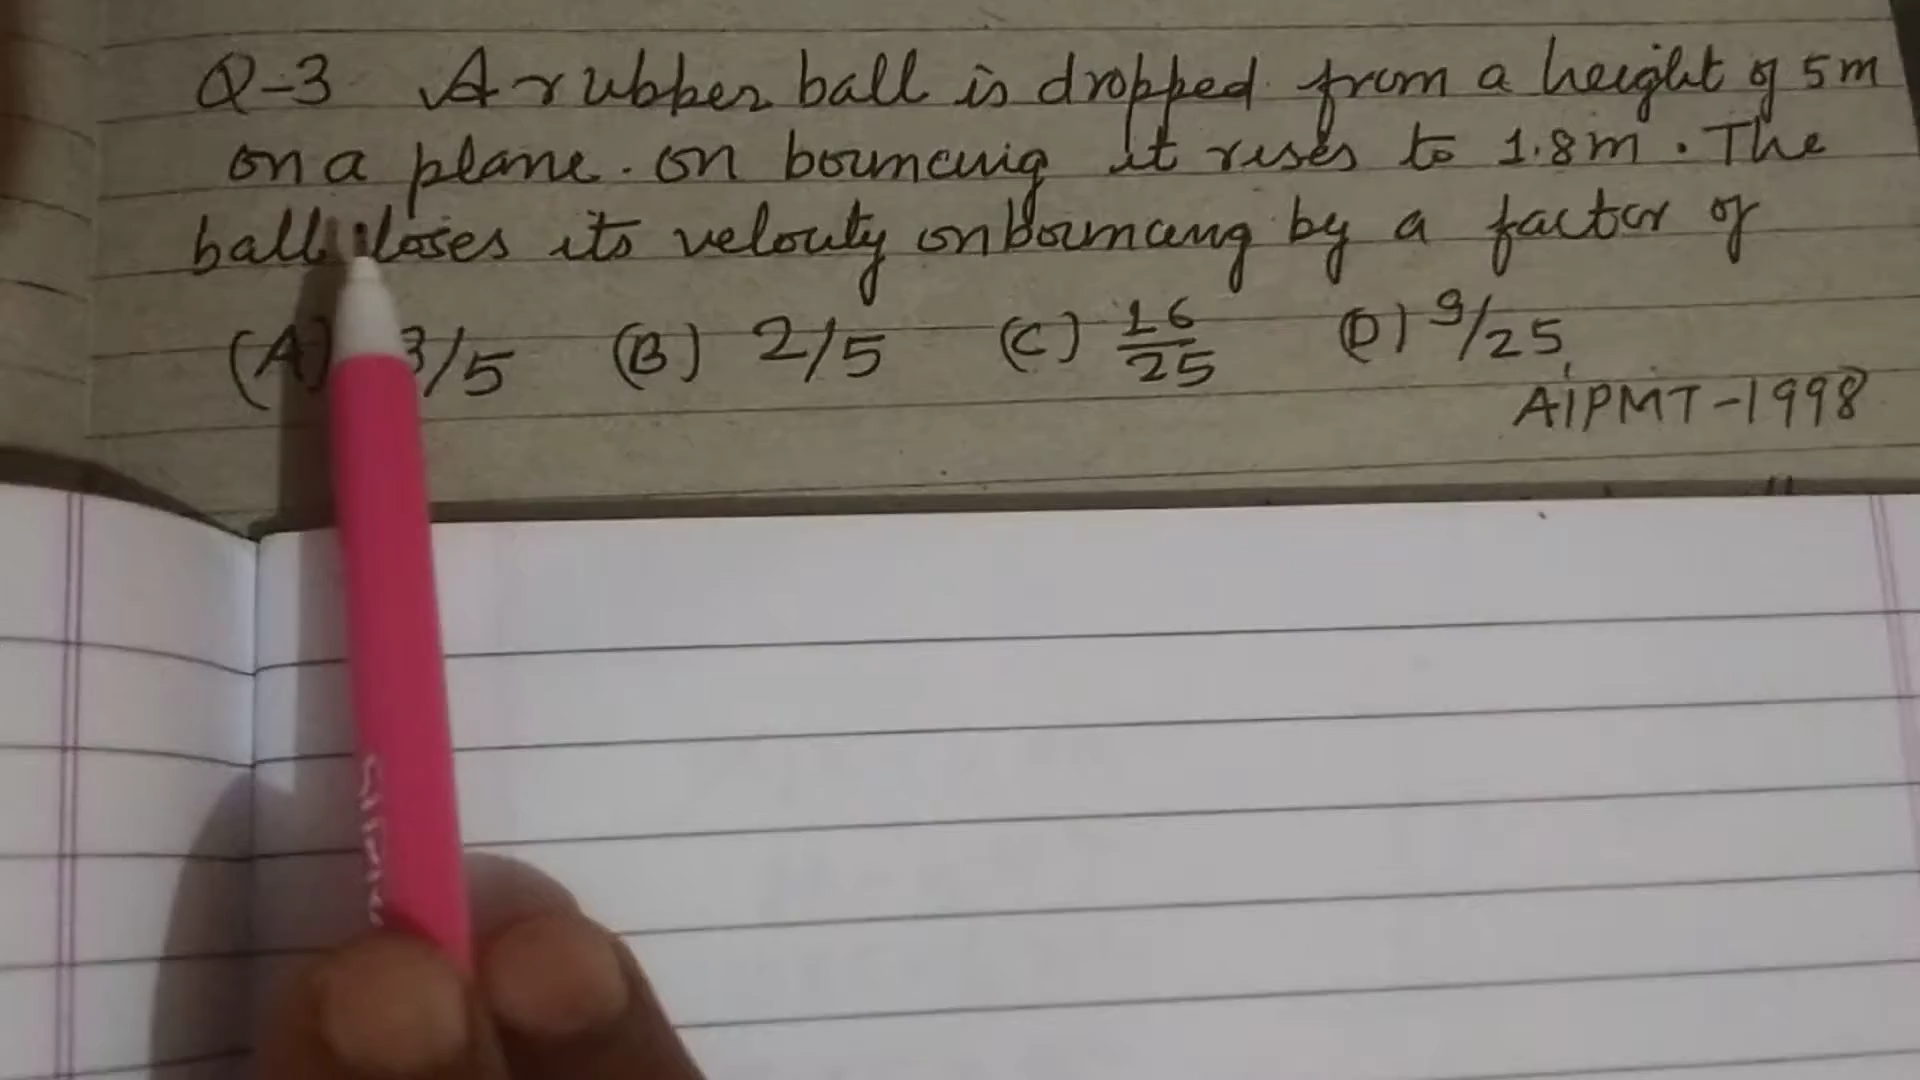 Q-3 A rubber ball is dropped from a height of 5m
on a plane. on bouncing it rises to 1.8m. The
ball loses its velocity on bouncing by a factor of
(A) 3/5 (B) 2/5 (C) 16/25 (D) 9/25
AIPMT-1998